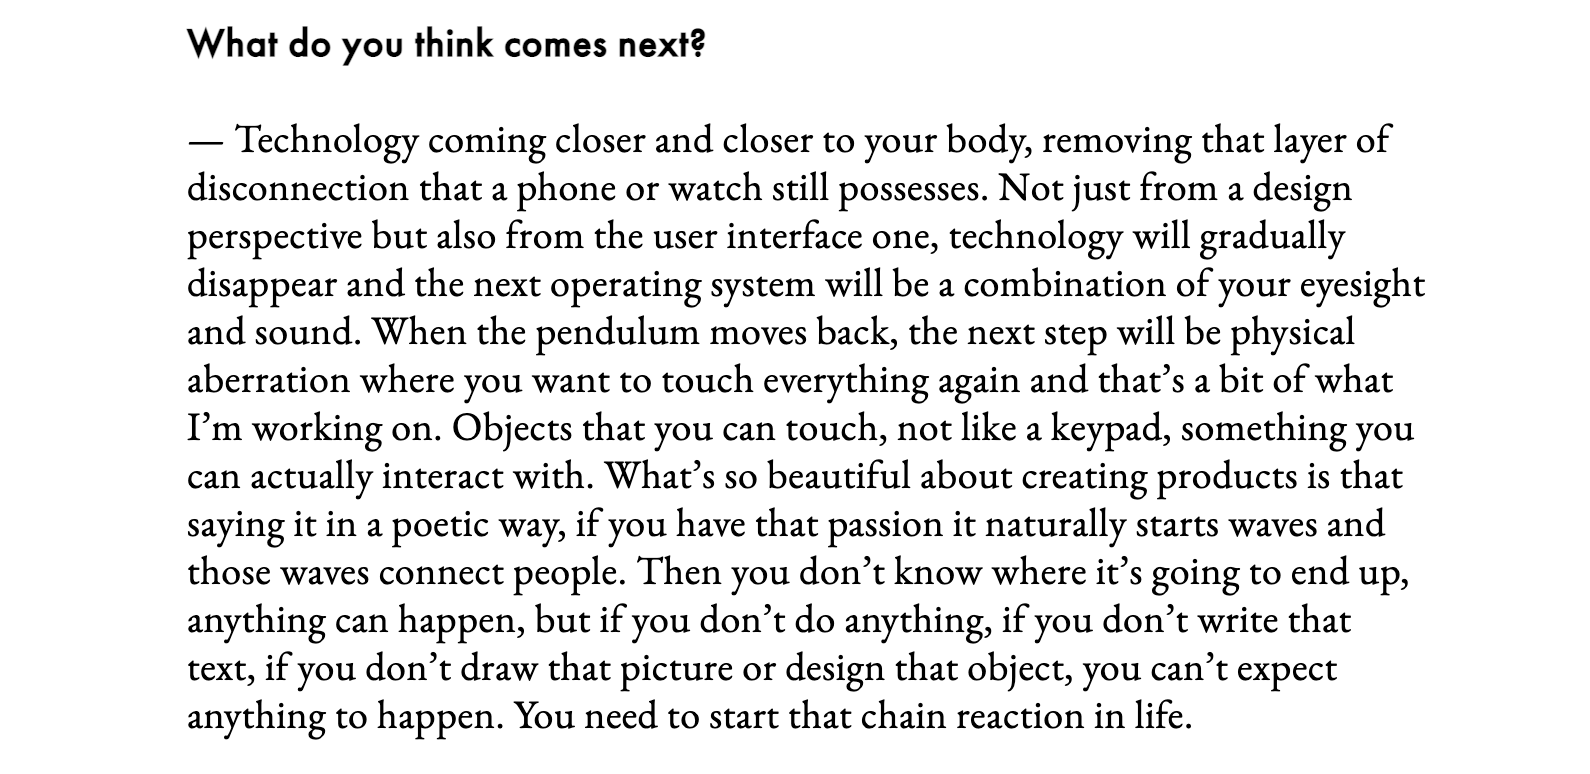 What do you think comes next?
— Technology coming closer and closer to your body, removing that layer of
disconnection that a phone or watch still possesses. Not just from a design
perspective but also from the user interface one, technology will gradually
disappear and the next operating system will be a combination of your eyesight
and sound. When the pendulum moves back, the next step will be physical
aberration where you want to touch everything again and that’s a bit of what
I’m working on. Objects that you can touch, not like a keypad, something you
can actually interact with. What’s so beautiful about creating products is that
saying it in a poetic way, if you have that passion it naturally starts waves and
those waves connect people. Then you don’t know where it’s going to end up,
anything can happen, but if you don’t do anything, if you don’t write that
text, if you don’t draw that picture or design that object, you can’t expect
anything to happen. You need to start that chain reaction in life.